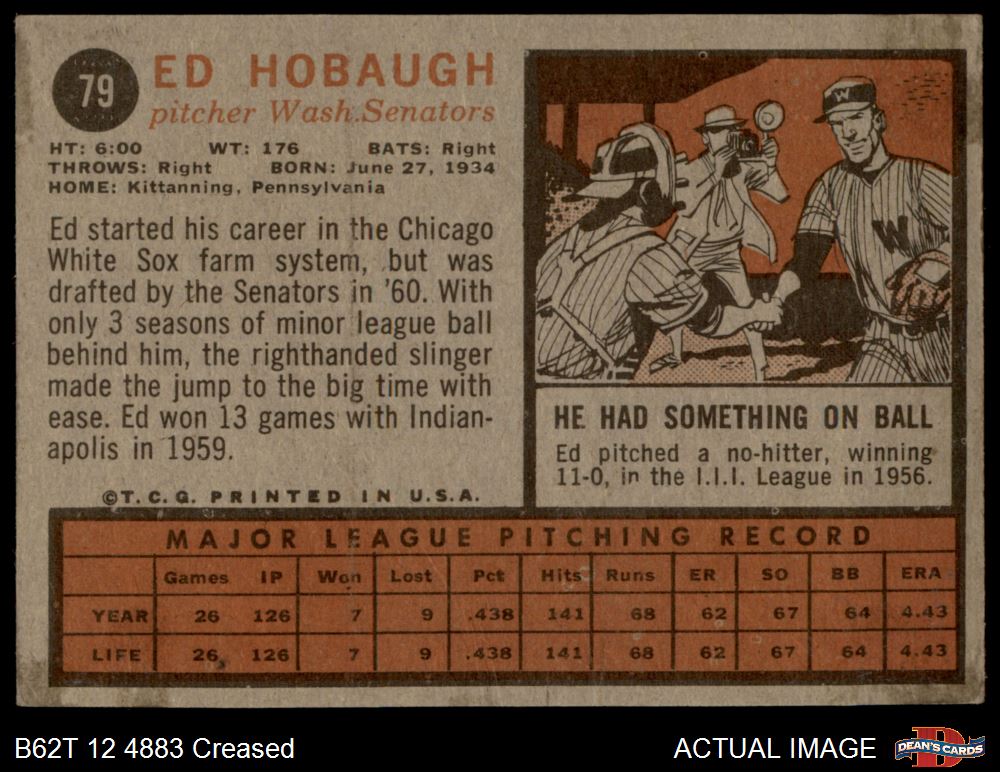 79
ED HOBAUGH
pitcher Wash. Senators
HT: 6:00 WT: 176 BATS: Right
THROWS: Right BORN: June 27, 1934
HOME: Kittanning, Pennsylvania
Ed started his career in the Chicago
White Sox farm system, but was
drafted by the Senators in '60. With
only 3 seasons of minor league ball
behind him, the righthanded slinger
made the jump to the big time with
ease. Ed won 13 games with Indian-
apolis in 1959.
©T.C.G. PRINTED IN U.S.A.
W
W
HE HAD SOMETHING ON BALL
Ed pitched a no-hitter, winning
11-0, in the I.I.I. League in 1956.
MAJOR LEAGUE PITCHING RECORD
Games IP Won Lost Pct Hits Runs ER SO BB ERA
YEAR 26 126 7 9 .438 141 68 62 67 64 4.43
LIFE 26 126 7 9 .438 141 68 62 67 64 4.43
B62T 12 4883 Creased
ACTUAL IMAGE
DEAN'S CARDS